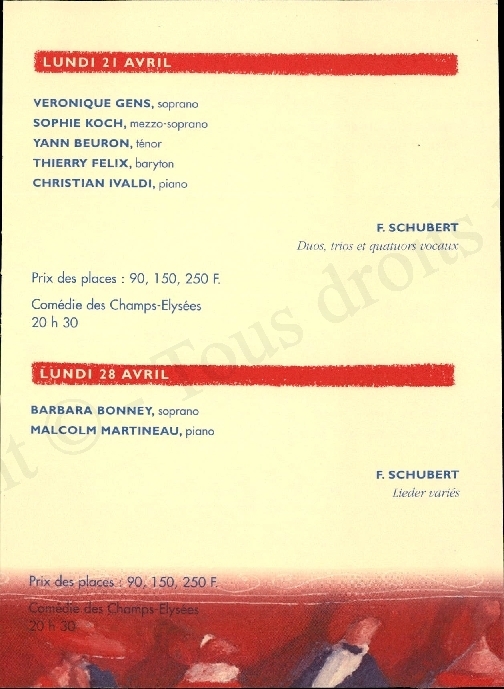 LUNDI 21 AVRIL
VERONIQUE GENS, soprano
SOPHIE KOCH, mezzo-soprano
YANN BEURON, ténor
THIERRY FELIX, baryton
CHRISTIAN IVALDI, piano
F. SCHUBERT
Duos, trios et quatuors vocaux
Prix des places : 90, 150, 250 F.
Comédie des Champs-Elysées
20 h 30
LUNDI 28 AVRIL
BARBARA BONNEY, soprano
MALCOLM MARTINEAU, piano
F. SCHUBERT
Lieder variés
Prix des places : 90, 150, 250 F.
Comédie des Champs-Elysées
20 h 30
© - Tous droits